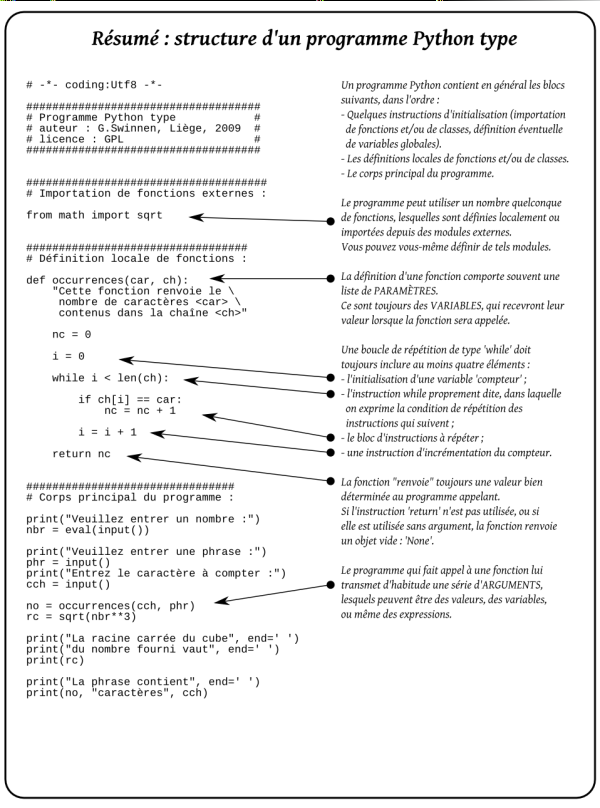 Résumé : structure d'un programme Python type
# -*- coding:Utf8 -*-
####################################
# Programme Python type            #
# auteur : G.Swinnen, Liège, 2009  #
# licence : GPL                    #
####################################
#####################################
# Importation de fonctions externes :
from math import sqrt
##################################
# Définition locale de fonctions :
def occurrences(car, ch):
"Cette fonction renvoie le \
nombre de caractères <car> \
contenus dans la chaîne <ch>"
nc = 0
i = 0
while i < len(ch):
if ch[i] == car:
nc = nc + 1
i = i + 1
return nc
################################
# Corps principal du programme :
print("Veuillez entrer un nombre :")
nbr = eval(input())
print("Veuillez entrer une phrase :")
phr = input()
print("Entrez le caractère à compter :")
cch = input()
no = occurrences(cch, phr)
rc = sqrt(nbr**3)
print("La racine carrée du cube", end=' ')
print("du nombre fourni vaut", end=' ')
print(rc)
print("La phrase contient", end=' ')
print(no, "caractères", cch)
Un programme Python contient en général les blocs
suivants, dans l'ordre :
- Quelques instructions d'initialisation (importation
de fonctions et/ou de classes, définition éventuelle
de variables globales).
- Les définitions locales de fonctions et/ou de classes.
- Le corps principal du programme.
Le programme peut utiliser un nombre quelconque
de fonctions, lesquelles sont définies localement ou
importées depuis des modules externes.
Vous pouvez vous-même définir de tels modules.
La définition d'une fonction comporte souvent une
liste de PARAMÈTRES.
Ce sont toujours des VARIABLES, qui recevront leur
valeur lorsque la fonction sera appelée.
Une boucle de répétition de type 'while' doit
toujours inclure au moins quatre éléments :
- l'initialisation d'une variable 'compteur' ;
- l'instruction while proprement dite, dans laquelle
on exprime la condition de répétition des
instructions qui suivent ;
- le bloc d'instructions à répéter ;
- une instruction d'incrémentation du compteur.
La fonction "renvoie" toujours une valeur bien
déterminée au programme appelant.
Si l'instruction 'return' n'est pas utilisée, ou si
elle est utilisée sans argument, la fonction renvoie
un objet vide : 'None'.
Le programme qui fait appel à une fonction lui
transmet d'habitude une série d'ARGUMENTS,
lesquels peuvent être des valeurs, des variables,
ou même des expressions.